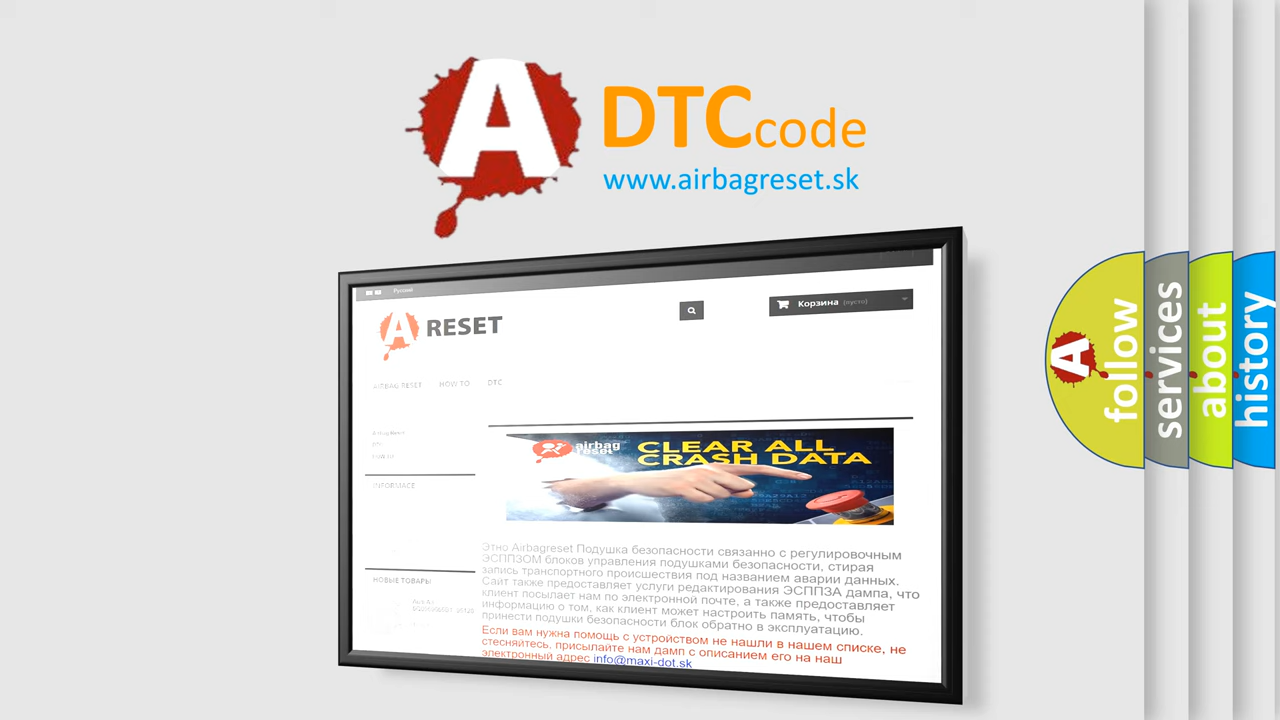 A
DTCcode
www.airbagreset.sk
Русский
Корзина (пусто)
A RESET
AIRBAG RESET HOW TO DTC
Airbag Reset
DTC
INFORMACE
airbag
reset
CLEAR ALL
CRASH DATA
Этно Airbagreset Подушка безопасности связанно с регулировочным
ЭСППЗОМ блоков управления подушками безопасности, стирая
запись транспортного происшествия под названием аварии данных.
Сайт также предоставляет услуги редактирования ЭСППЗА дампа, что
клиент посылает нам по электронной почте, а также предоставляет
информацию о том, как клиент может настроить память, чтобы
принести подушки безопасности блок обратно в эксплуатацию.
Если вам нужна помощь с устройством не нашли в нашем списке, не
стесняйтесь, присылайте нам дамп с описанием его на наш
электронный адрес info@maxi-dot.sk
НОВЫЕ ТОВАРЫ
A follow
services
about
history